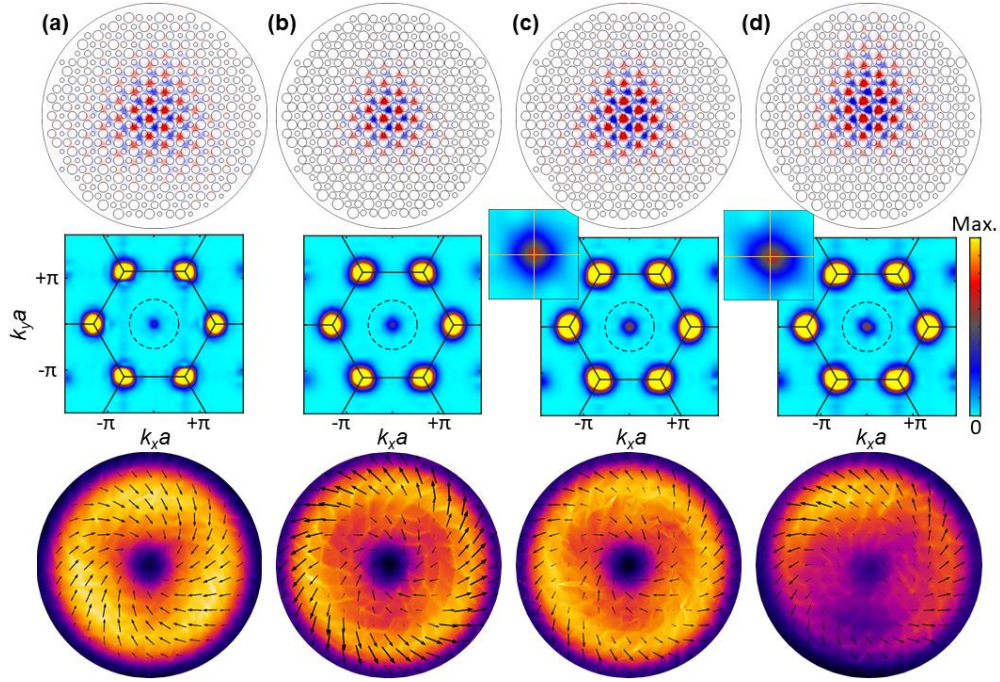 (a) (b) (c) (d)
Max.
+π
kya
-π
0
-π +π -π +π -π +π -π +π
kxa kxa kxa kxa